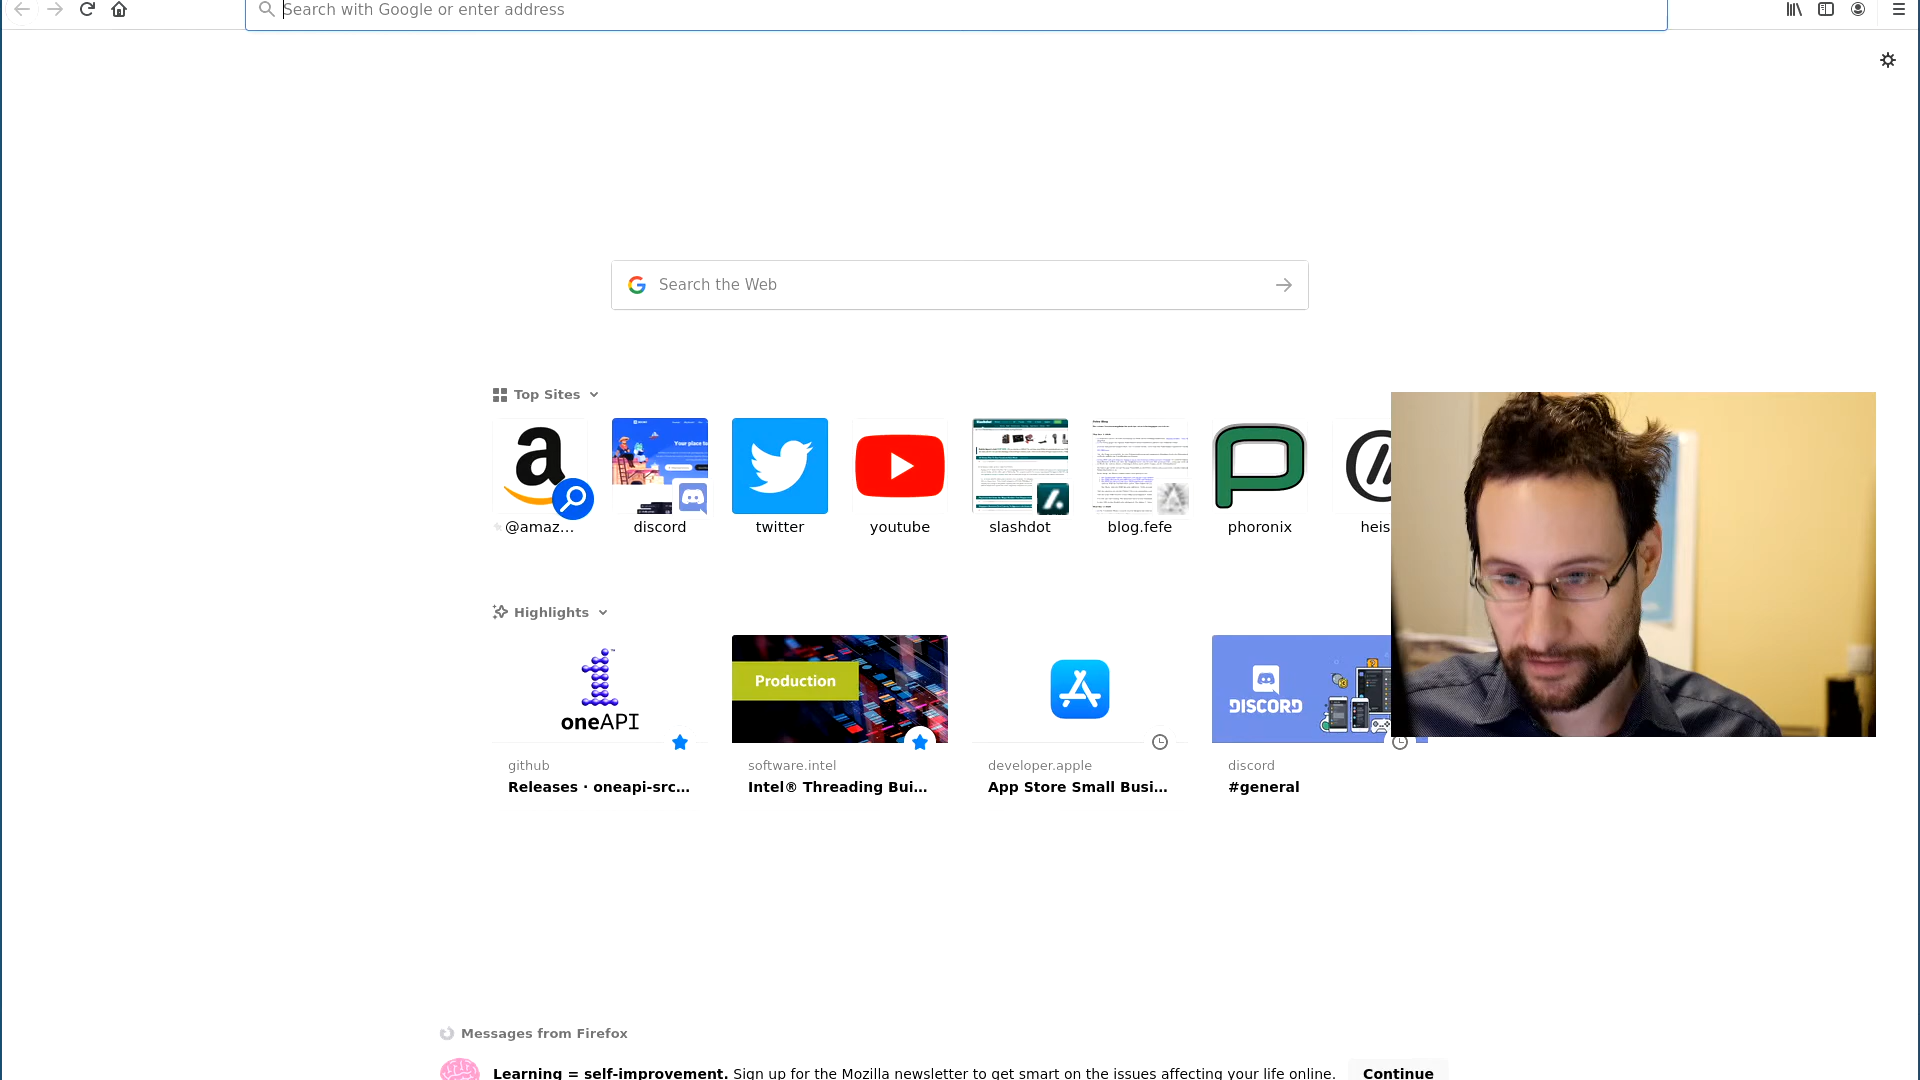 Search with Google or enter address
Search the Web
Top Sites
@amaz...
discord
twitter
youtube
slashdot
blog.fefe
phoronix
heis
Highlights
oneAPI
Production
DISCORD
github
software.intel
developer.apple
discord
Releases · oneapi-src...
Intel® Threading Bui...
App Store Small Busi...
#general
Messages from Firefox
Learning = self-improvement. Sign up for the Mozilla newsletter to get smart on the issues affecting your life online.
Continue